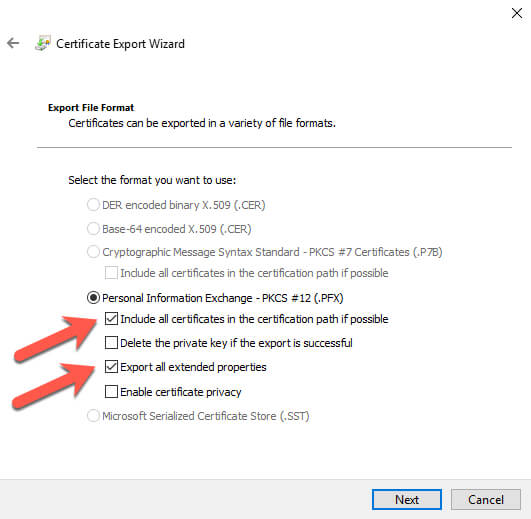 Certificate Export Wizard
Export File Format
Certificates can be exported in a variety of file formats.
Select the format you want to use:
DER encoded binary X.509 (.CER)
Base-64 encoded X.509 (.CER)
Cryptographic Message Syntax Standard - PKCS #7 Certificates (.P7B)
Include all certificates in the certification path if possible
Personal Information Exchange - PKCS #12 (.PFX)
Include all certificates in the certification path if possible
Delete the private key if the export is successful
Export all extended properties
Enable certificate privacy
Microsoft Serialized Certificate Store (.SST)
Next
Cancel